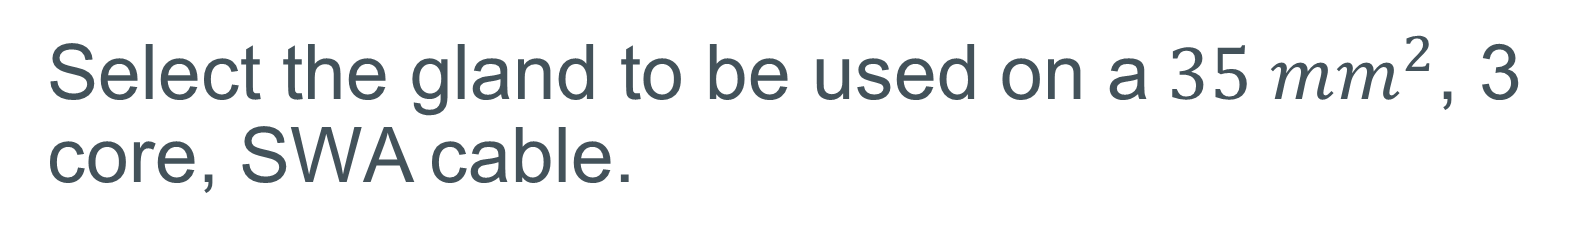 Select the gland to be used on a 35 mm², 3
core, SWA cable.